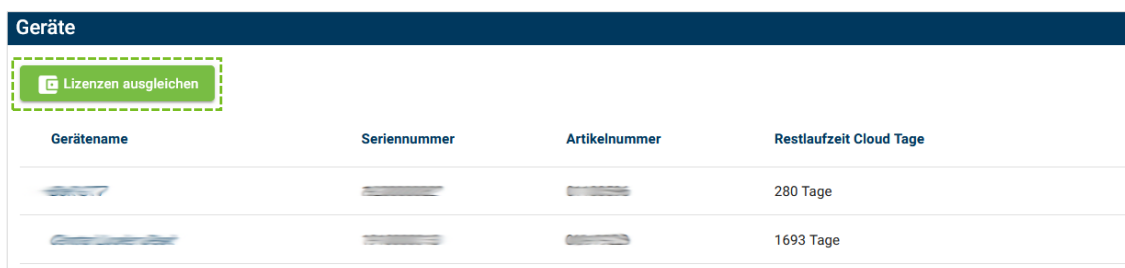 Geräte
Lizenzen ausgleichen
Gerätename Seriennummer Artikelnummer Restlaufzeit Cloud Tage
280 Tage
1693 Tage